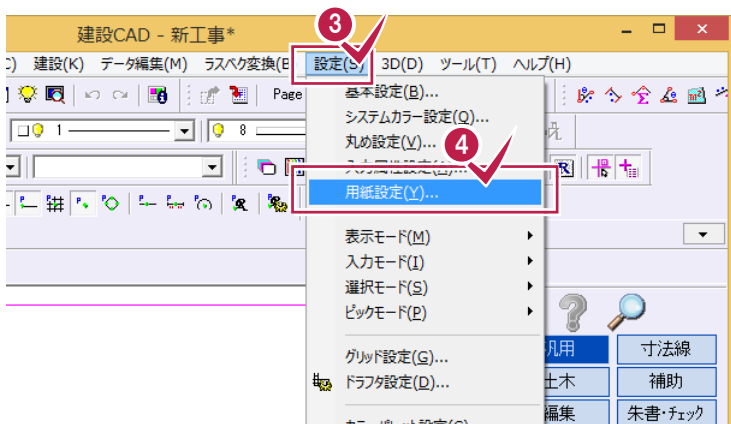 3
建設CAD - 新工事*
C) 建設(K) データ編集(M) ラスベク変換(E 設定(S) 3D(D) ツール(T) ヘルプ(H)
Page
基本設定(B)...
システムカラー設定(Q)...
1
8
丸め設定(V)...
4
用紙設定(Y)...
表示モード(M)
入力モード(I)
選択モード(S)
ピックモード(P)
汎用
寸法線
グリッド設定(G)...
土木
補助
ドラフタ設定(D)...
編集
朱書・チェック